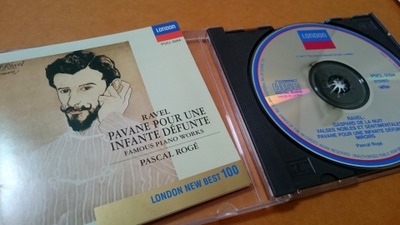 LONDON
RAVEL
PAVANE POUR UNE
INFANTE DÉFUNTE
FAMOUS PIANO WORKS
PASCAL ROGÉ
LONDON NEW BEST 100
LONDON
RAVEL
GASPARD DE LA NUIT
VALSES NOBLES ET SENTIMENTALES
PAVANE POUR UNE INFANTE DÉFUNTE
MIROIRS
Pascal Rogé